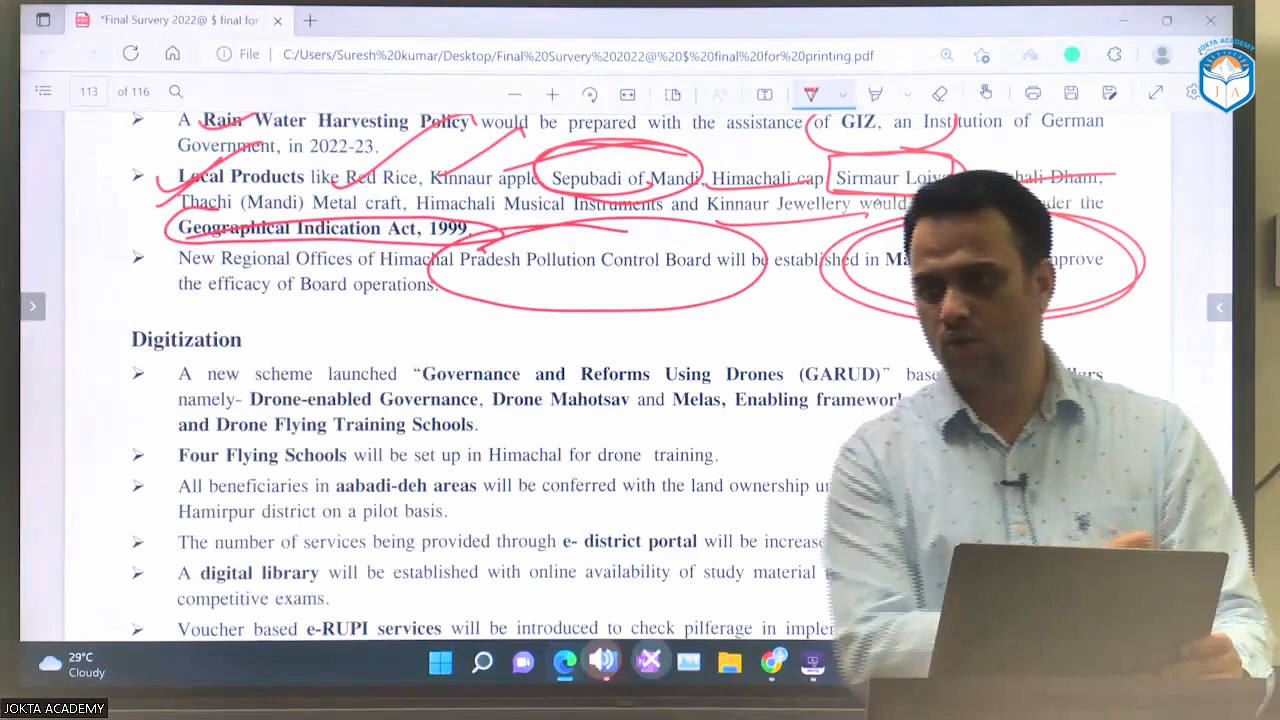 *Final Survery 2022@ $ final for
File
C:/Users/Suresh%20kumar/Desktop/Final%20Survery%202022@%20$%20final%20for%20printing.pdf
JOKTA ACADEMY
J A
113 of 116
A Rain Water Harvesting Policy would be prepared with the assistance of GIZ, an Institution of German
Government, in 2022-23.
Local Products like Red Rice, Kinnaur apple, Sepubadi of Mandi, Himachali cap, Sirmaur Dham,
Thachi (Mandi) Metal craft, Himachali Musical Instruments and Kinnaur Jewellery would the
Geographical Indication Act, 1999.
New Regional Offices of Himachal Pradesh Pollution Control Board will be established in
the efficacy of Board operations.
Digitization
A new scheme launched “Governance and Reforms Using Drones (GARUD)”
namely- Drone-enabled Governance, Drone Mahotsav and Melas, Enabling framework
and Drone Flying Training Schools.
Four Flying Schools will be set up in Himachal for drone training.
All beneficiaries in aabadi-deh areas will be conferred with the land ownership
Hamirpur district on a pilot basis.
The number of services being provided through e- district portal will be
A digital library will be established with online availability of study material
competitive exams.
Voucher based e-RUPI services will be introduced to check pilferage in
29°C
Cloudy
JOKTA ACADEMY